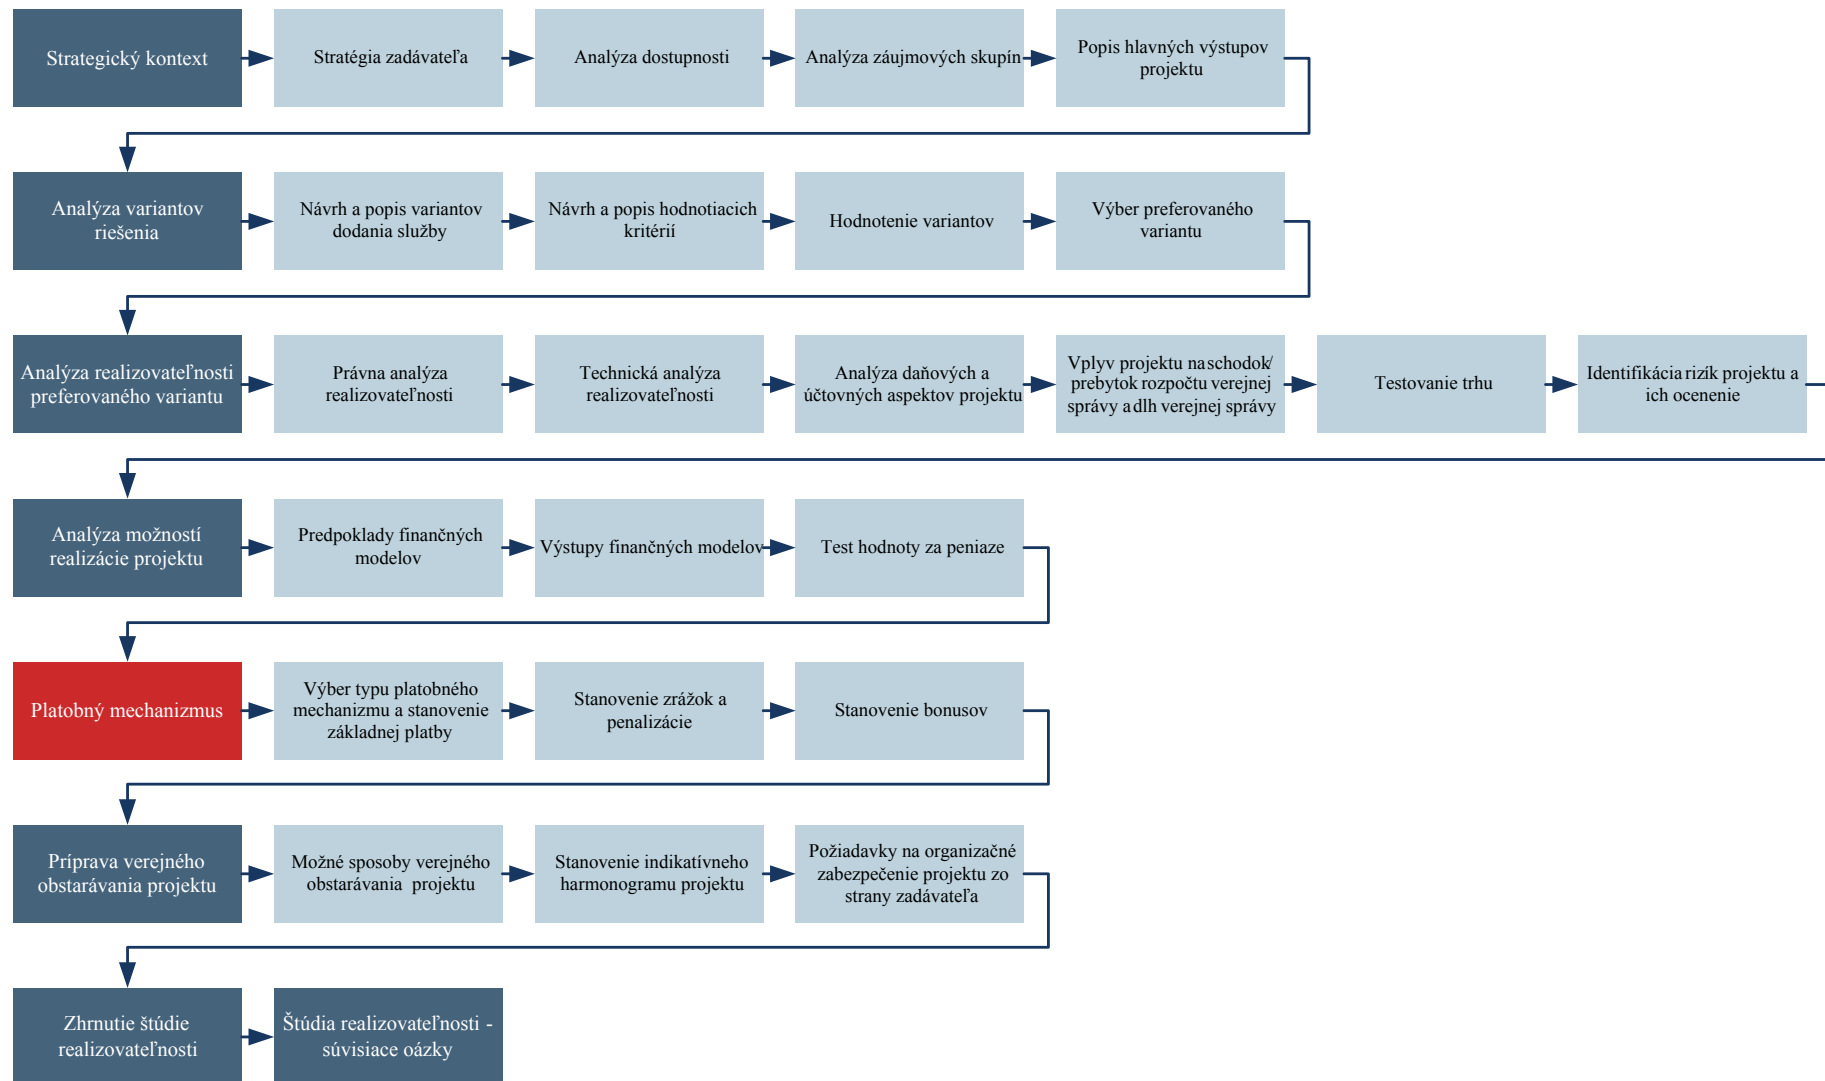 Strategický kontext
Stratégia zadávateľa
Analýza dostupnosti
Analýza záujmových skupín
Popis hlavných výstupov
projektu
Analýza variantov
riešenia
Návrh a popis variantov
dodania služby
Návrh a popis hodnotiacich
kritérií
Hodnotenie variantov
Výber preferovaného
variantu
Analýza realizovateľnosti
preferovaného variantu
Právna analýza
realizovateľnosti
Technická analýza
realizovateľnosti
Analýza daňových a
účtovných aspektov projektu
Vplyv projektu na schodok/
prebytok rozpočtu verejnej
správy a dlh verejnej správy
Testovanie trhu
Identifikácia rizík projektu a
ich ocenenie
Analýza možností
realizácie projektu
Predpoklady finančných
modelov
Výstupy finančných modelov
Test hodnoty za peniaze
Platobný mechanizmus
Výber typu platobného
mechanizmu a stanovenie
základnej platby
Stanovenie zrážok a
penalizácie
Stanovenie bonusov
Príprava verejného
obstarávania projektu
Možné sposoby verejného
obstarávania projektu
Stanovenie indikatívneho
harmonogramu projektu
Požiadavky na organizačné
zabezpečenie projektu zo
strany zadávateľa
Zhrnutie štúdie
realizovateľnosti
Štúdia realizovateľnosti -
súvisiace oázky